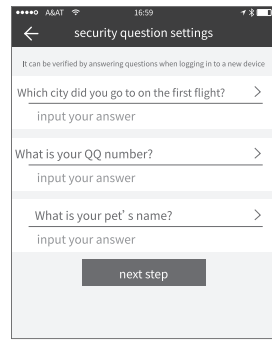 A&AT 16:59
security question settings
It can be verified by answering questions when logging in to a new device
Which city did you go to on the first flight?
input your answer
What is your QQ number?
input your answer
What is your pet's name?
input your answer
next step